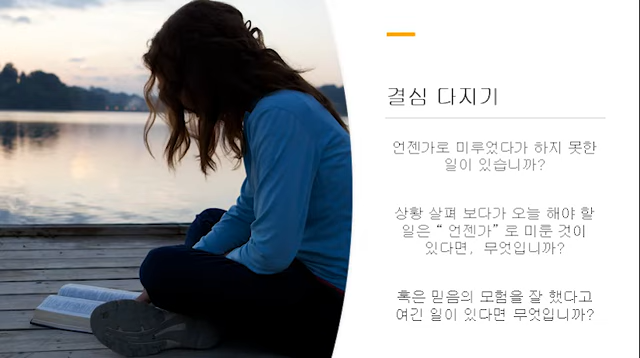 결심 다지기
언젠가로 미루었다가 하지 못한
일이 있습니까?
상황 살펴 보다가 오늘 해야 할
일은 “ 언젠가” 로 미룬 것이
있다면, 무엇입니까?
혹은 믿음의 모험을 잘 했다고
여긴 일이 있다면 무엇입니까?